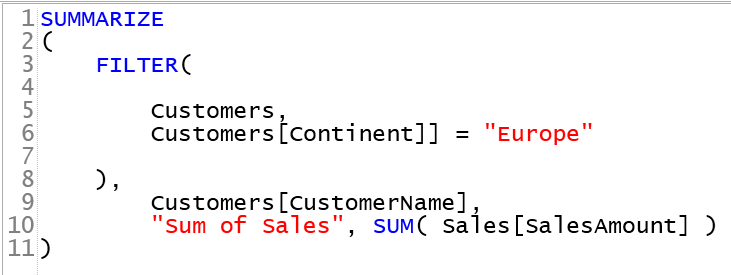 1 SUMMARIZE
2 (
3 FILTER(
4
5 Customers,
6 Customers[Continent]] = "Europe"
7
8 ),
9 Customers[CustomerName],
10 "Sum of Sales", SUM( Sales[SalesAmount] )
11 )